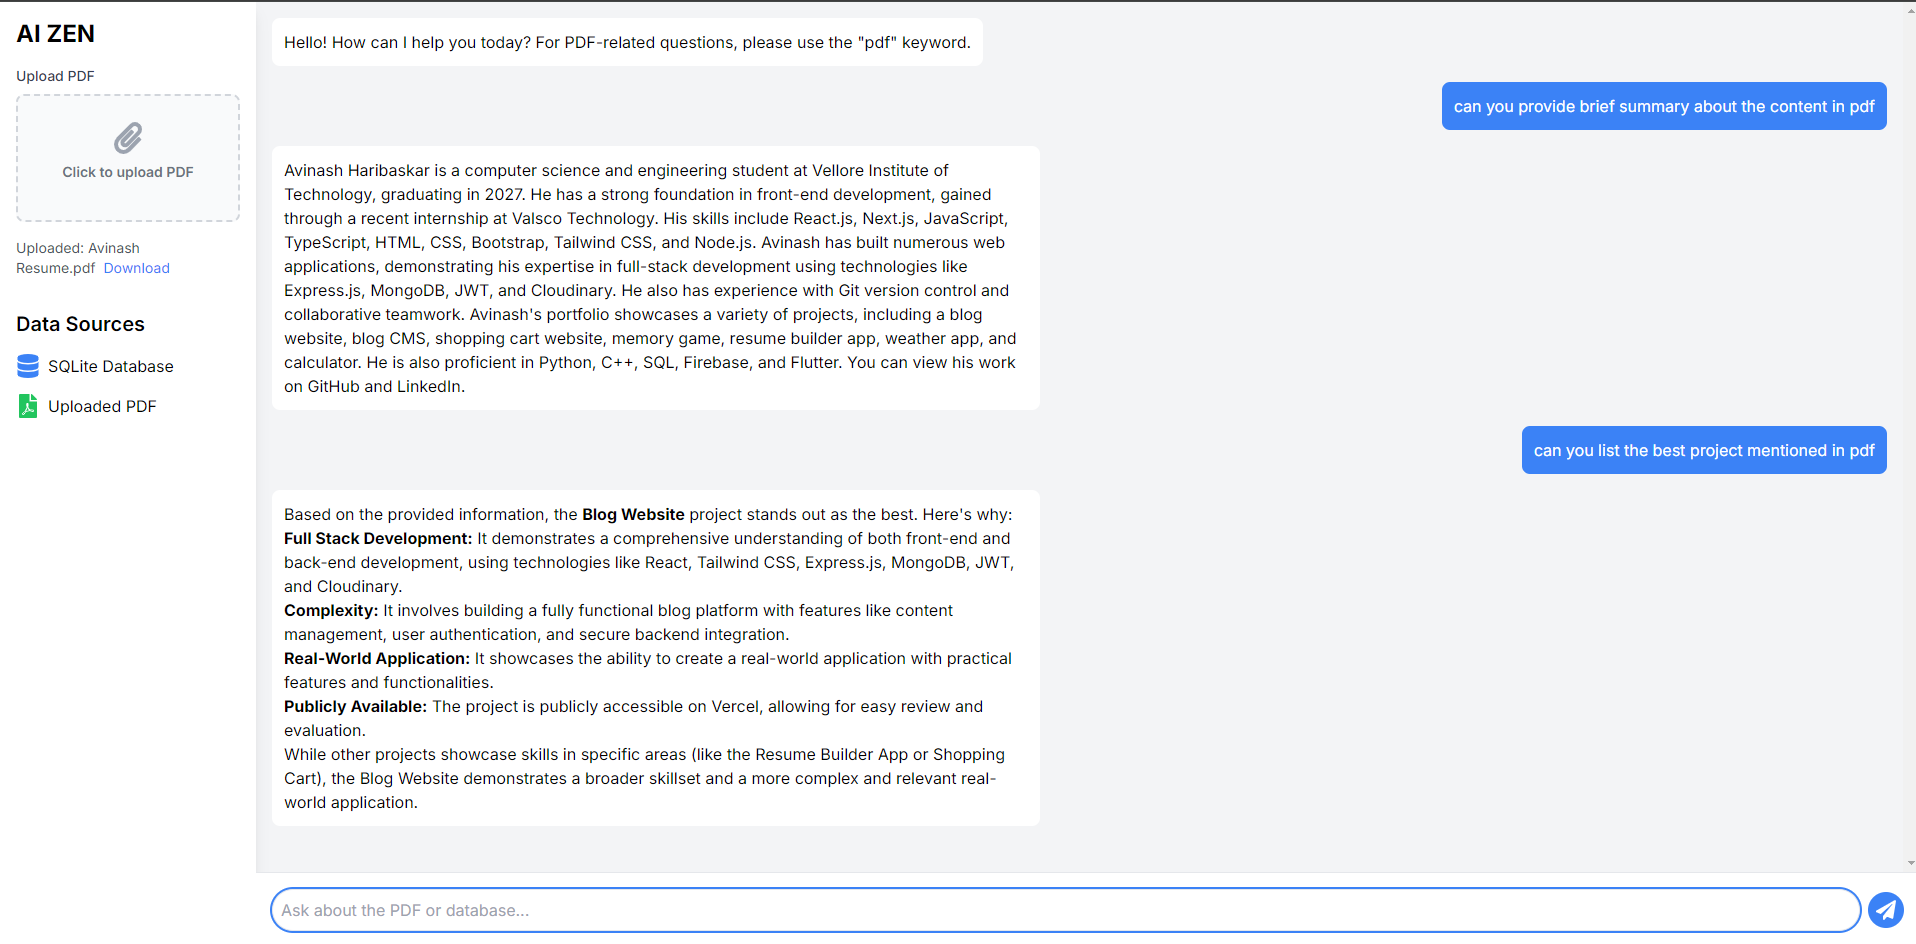 AI ZEN
Upload PDF
Click to upload PDF
Uploaded: Avinash
Resume.pdf Download
Data Sources
SQLite Database
Uploaded PDF
Hello! How can I help you today? For PDF-related questions, please use the "pdf" keyword.
can you provide brief summary about the content in pdf
Avinash Haribaskar is a computer science and engineering student at Vellore Institute of
Technology, graduating in 2027. He has a strong foundation in front-end development, gained
through a recent internship at Valsco Technology. His skills include React.js, Next.js, JavaScript,
TypeScript, HTML, CSS, Bootstrap, Tailwind CSS, and Node.js. Avinash has built numerous web
applications, demonstrating his expertise in full-stack development using technologies like
Express.js, MongoDB, JWT, and Cloudinary. He also has experience with Git version control and
collaborative teamwork. Avinash's portfolio showcases a variety of projects, including a blog
website, blog CMS, shopping cart website, memory game, resume builder app, weather app, and
calculator. He is also proficient in Python, C++, SQL, Firebase, and Flutter. You can view his work
on GitHub and LinkedIn.
can you list the best project mentioned in pdf
Based on the provided information, the Blog Website project stands out as the best. Here's why:
Full Stack Development: It demonstrates a comprehensive understanding of both front-end and
back-end development, using technologies like React, Tailwind CSS, Express.js, MongoDB, JWT,
and Cloudinary.
Complexity: It involves building a fully functional blog platform with features like content
management, user authentication, and secure backend integration.
Real-World Application: It showcases the ability to create a real-world application with practical
features and functionalities.
Publicly Available: The project is publicly accessible on Vercel, allowing for easy review and
evaluation.
While other projects showcase skills in specific areas (like the Resume Builder App or Shopping
Cart), the Blog Website demonstrates a broader skillset and a more complex and relevant real-
world application.
Ask about the PDF or database...